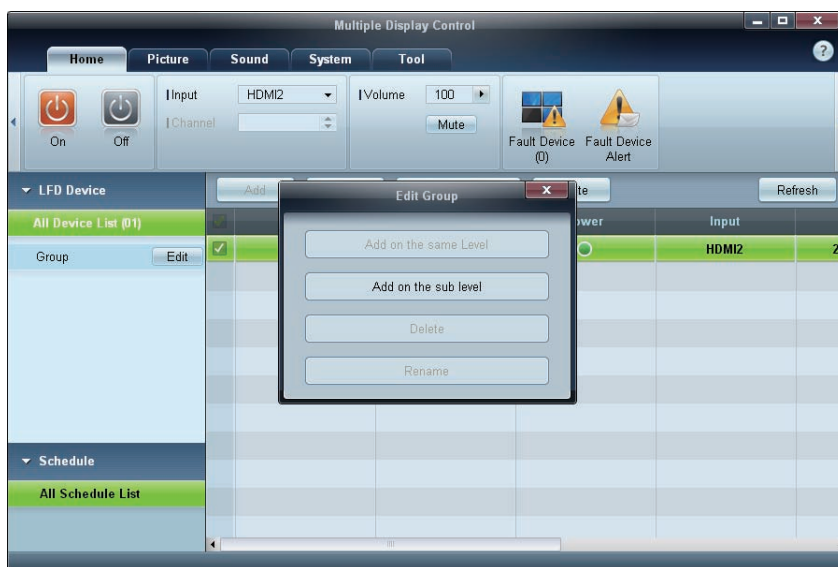 Multiple Display Control
Home Picture Sound System Tool
Input HDMI2 Volume 100
Channel Mute
On Off Fault Device (0) Fault Device Alert
LFD Device
Add Refresh
Edit Group
All Device List (01)
Input
Group Edit
HDMI2
Add on the same Level
Add on the sub level
Delete
Rename
Schedule
All Schedule List